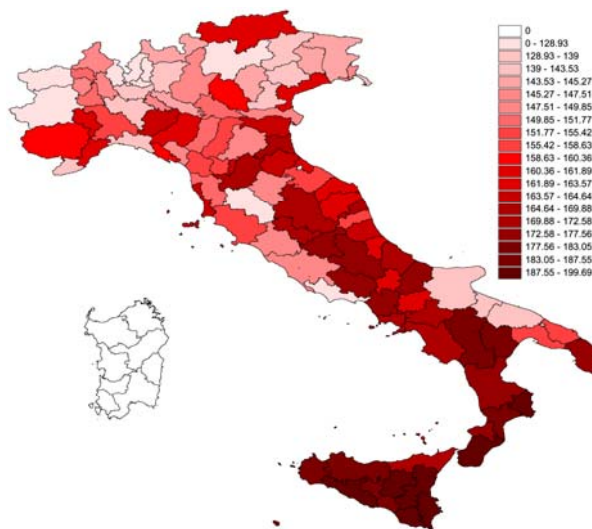 0
0 - 128.93
128.93 - 139
139 - 143.53
143.53 - 145.27
145.27 - 147.51
147.51 - 149.85
149.85 - 151.77
151.77 - 155.42
155.42 - 158.63
158.63 - 160.36
160.36 - 161.89
161.89 - 163.57
163.57 - 164.64
164.64 - 169.88
169.88 - 172.58
172.58 - 177.56
177.56 - 183.05
183.05 - 187.55
187.55 - 199.69